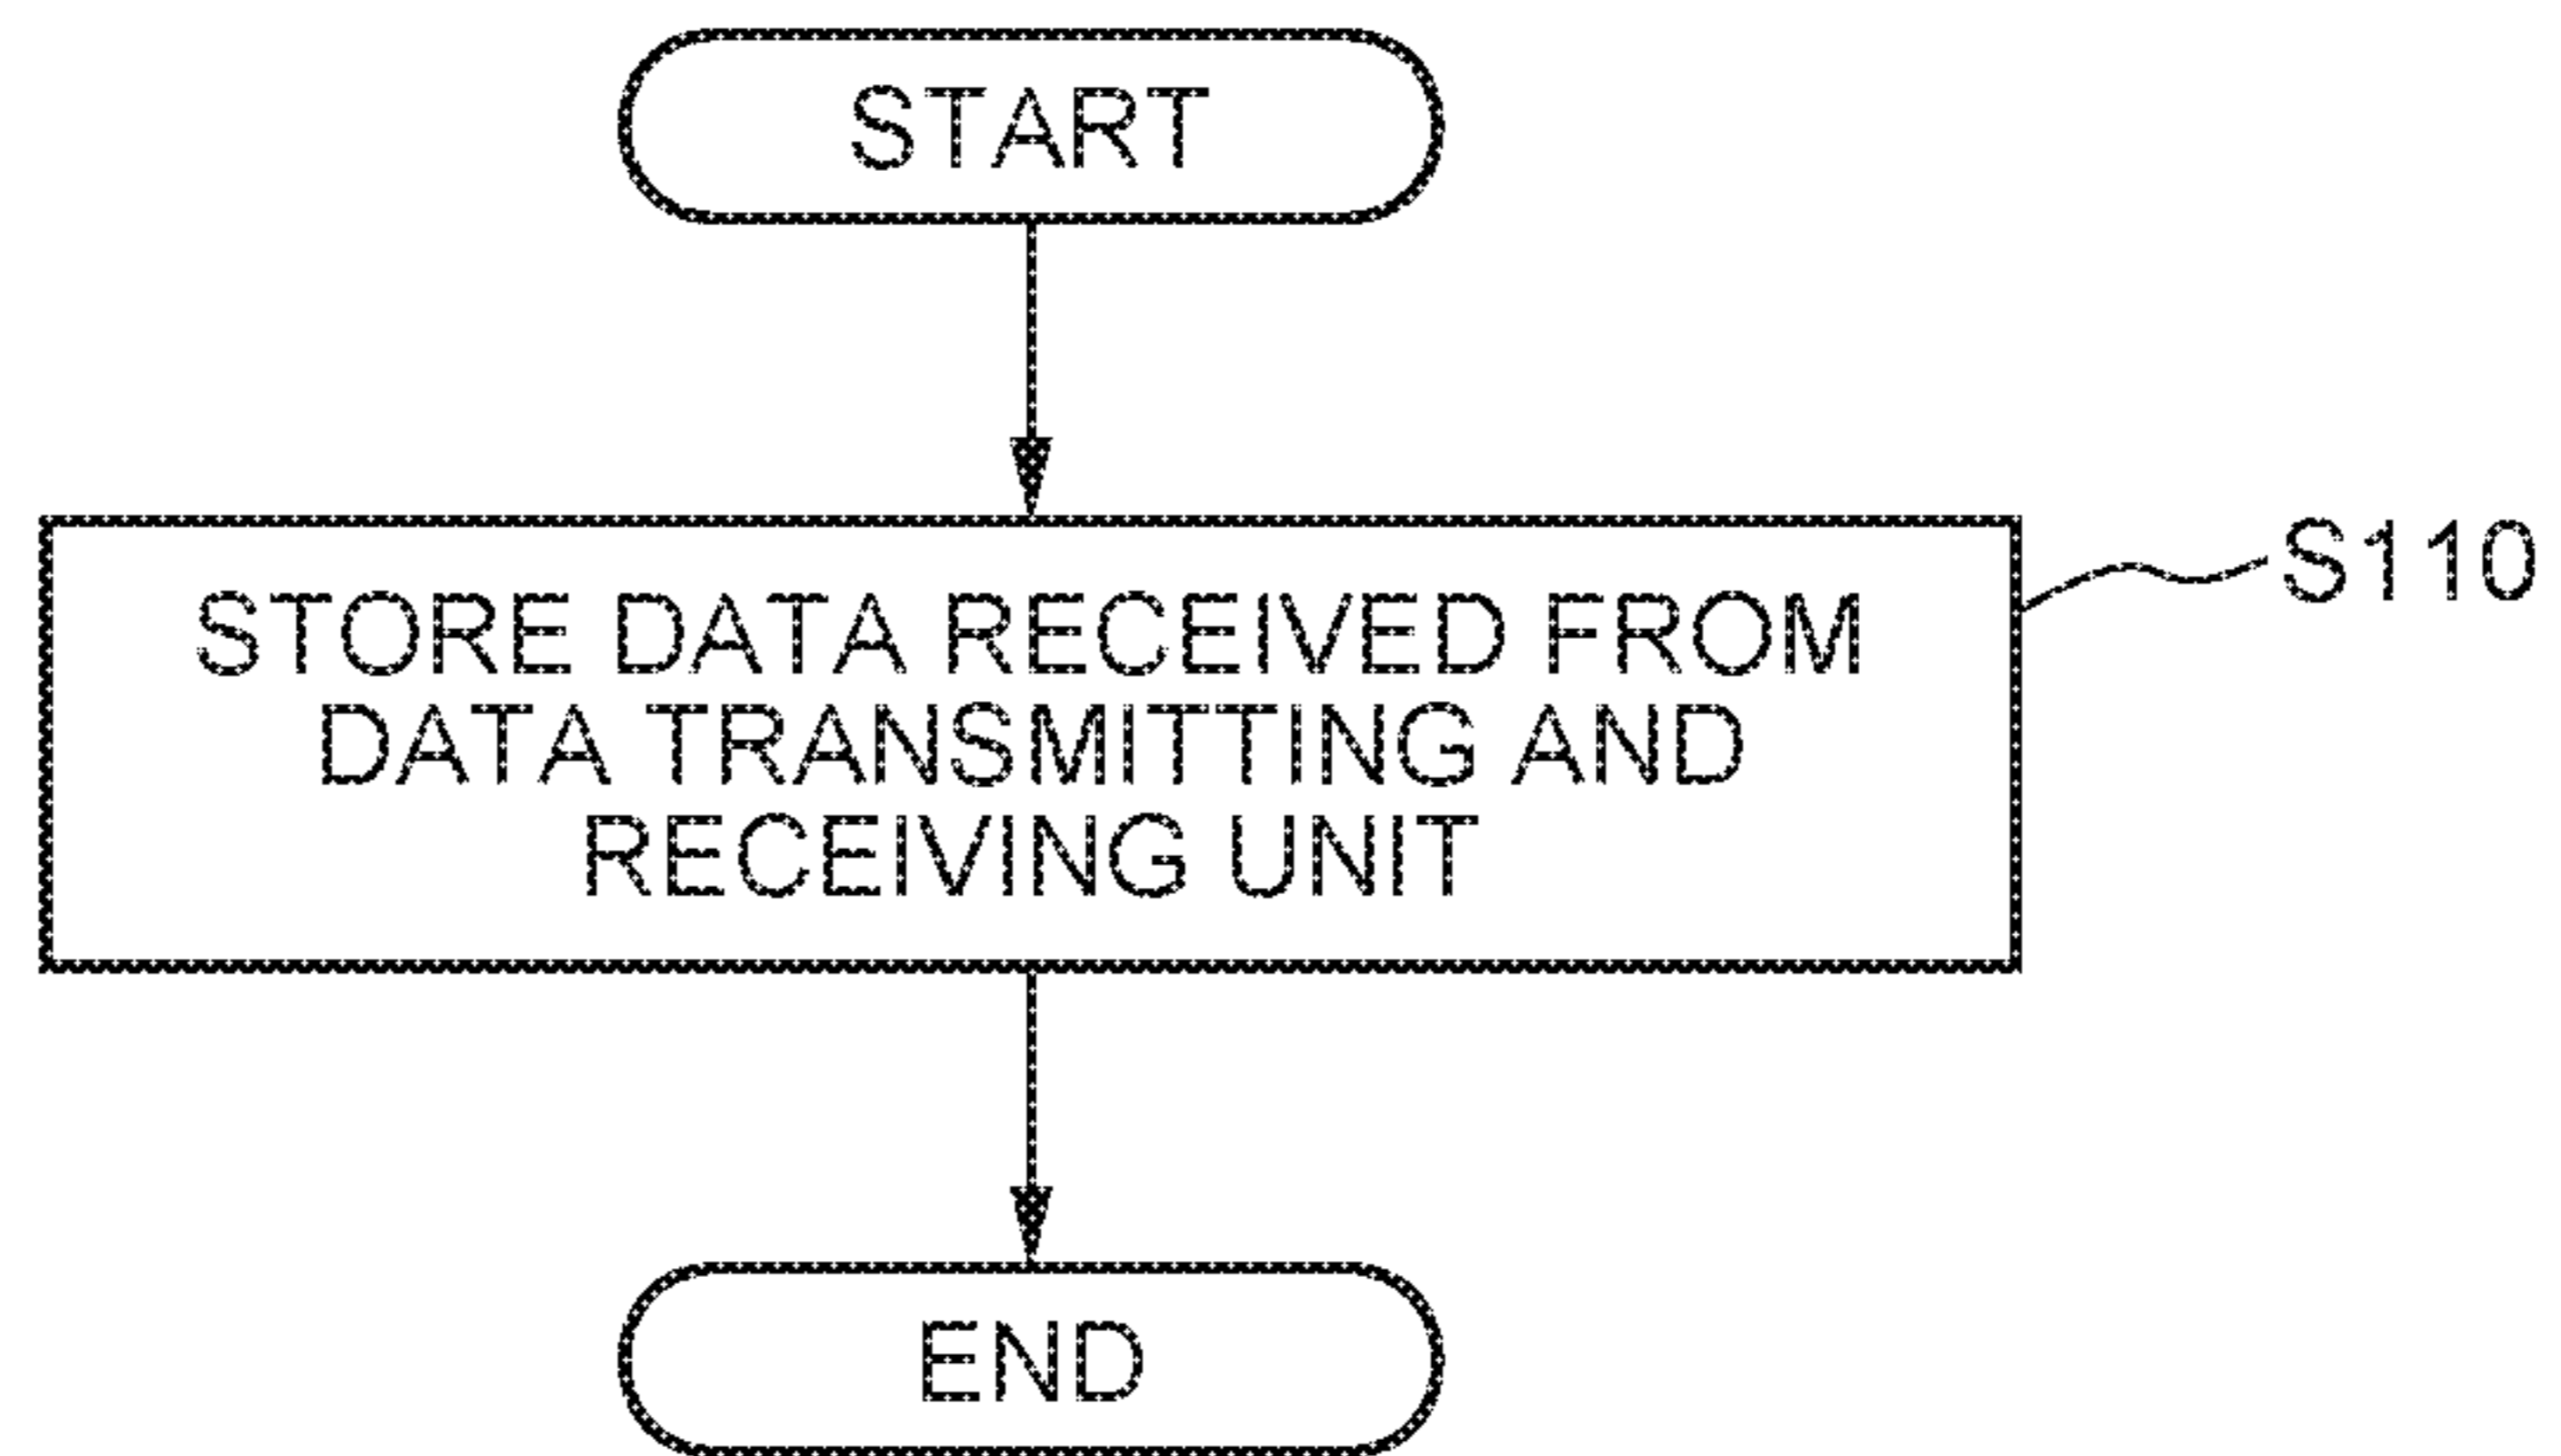 START
STORE DATA RECEIVED FROM
DATA TRANSMITTING AND
RECEIVING UNIT
S110
END